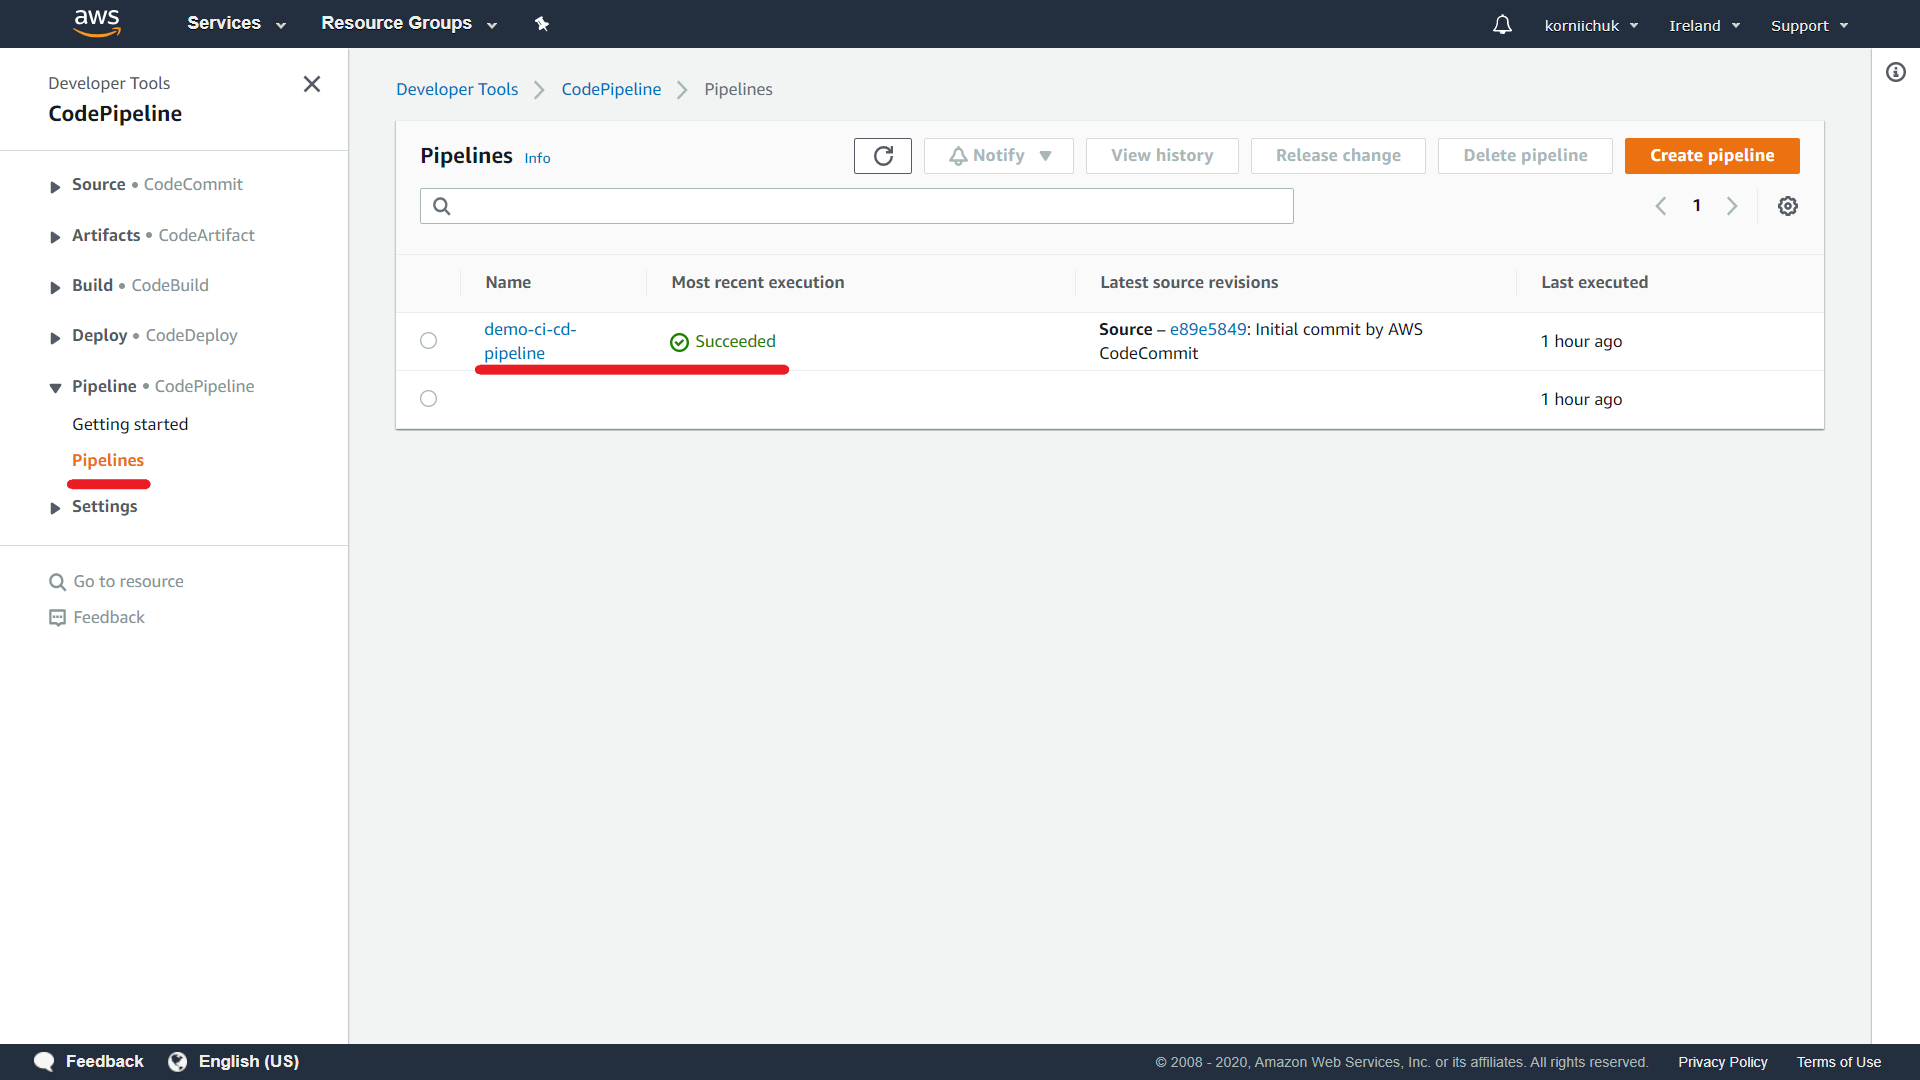 aws
Services
Resource Groups
korniichuk
Ireland
Support
Developer Tools
CodePipeline
Source • CodeCommit
Artifacts • CodeArtifact
Build • CodeBuild
Deploy • CodeDeploy
Pipeline • CodePipeline
Getting started
Pipelines
Settings
Go to resource
Feedback
Developer Tools
CodePipeline
Pipelines
Pipelines Info
Notify
View history
Release change
Delete pipeline
Create pipeline
1
Name
Most recent execution
Latest source revisions
Last executed
demo-ci-cd-
pipeline
Succeeded
Source – e89e5849: Initial commit by AWS
CodeCommit
1 hour ago
1 hour ago
Feedback
English (US)
© 2008 - 2020, Amazon Web Services, Inc. or its affiliates. All rights reserved.
Privacy Policy
Terms of Use